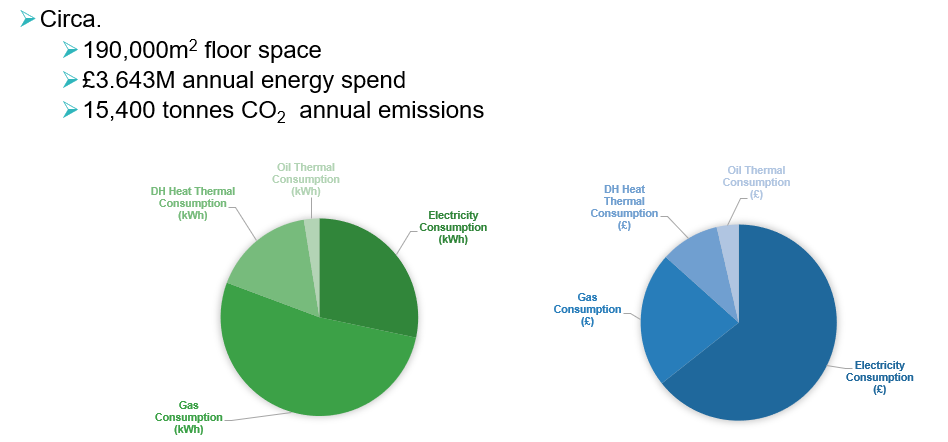 Circa.
190,000m² floor space
£3.643M annual energy spend
15,400 tonnes CO₂ annual emissions
Oil Thermal
Consumption
(kWh)
DH Heat Thermal
Consumption
(kWh)
Electricity
Consumption
(kWh)
Gas
Consumption
(kWh)
Oil Thermal
Consumption
(£)
DH Heat
Thermal
Consumption
(£)
Gas
Consumption
(£)
Electricity
Consumption
(£)